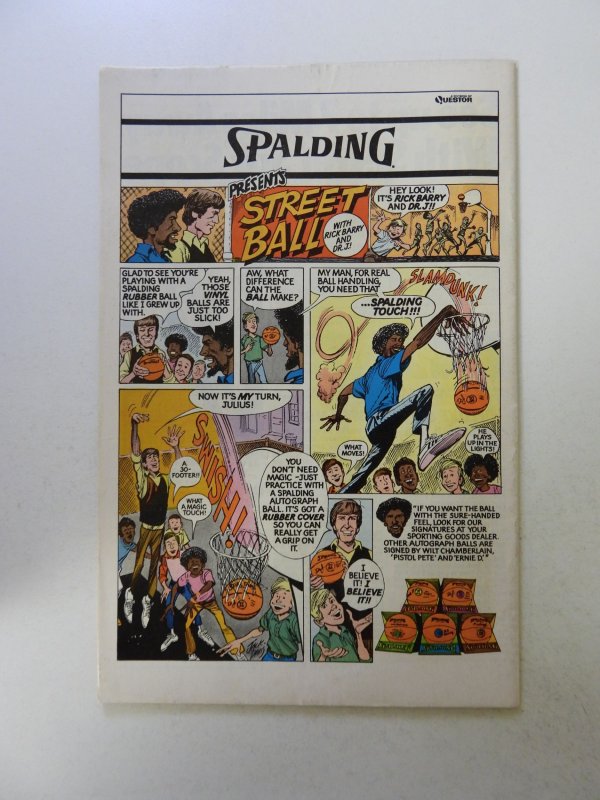 A DIVISION OF
QUESTOR
SPALDING
PRESENTS
STREET
BALL
WITH
RICK BARRY
AND
DR. J!
HEY LOOK!
IT'S RICK BARRY
AND DR. J!!
GLAD TO SEE YOU'RE
PLAYING WITH A
SPALDING
RUBBER BALL
LIKE I GREW UP
WITH.
YEAH,
THOSE
VINYL
BALLS ARE
JUST TOO
SLICK!
AW, WHAT
DIFFERENCE
CAN THE
BALL MAKE?
MY MAN, FOR REAL
BALL HANDLING,
YOU NEED THAT
...SPALDING
TOUCH!!!
SLAMDUNK!
WHAT
MOVES!
HE
PLAYS
UP IN THE
LIGHTS!
NOW IT'S MY TURN,
JULIUS!
A
30-
FOOTER!!
WHAT
A MAGIC
TOUCH!
SWISH!
YOU
DON'T NEED
MAGIC - JUST
PRACTICE WITH
A SPALDING
AUTOGRAPH
BALL. IT'S GOT A
RUBBER COVER
SO YOU CAN
REALLY GET
A GRIP ON
IT.
I
BELIEVE
IT! I
BELIEVE
IT!!
"IF YOU WANT THE BALL
WITH THE SURE-HANDED
FEEL, LOOK FOR OUR
SIGNATURES AT YOUR
SPORTING GOODS DEALER.
OTHER AUTOGRAPH BALLS ARE
SIGNED BY WILT CHAMBERLAIN,
'PISTOL PETE' AND 'ERNIE D.'"